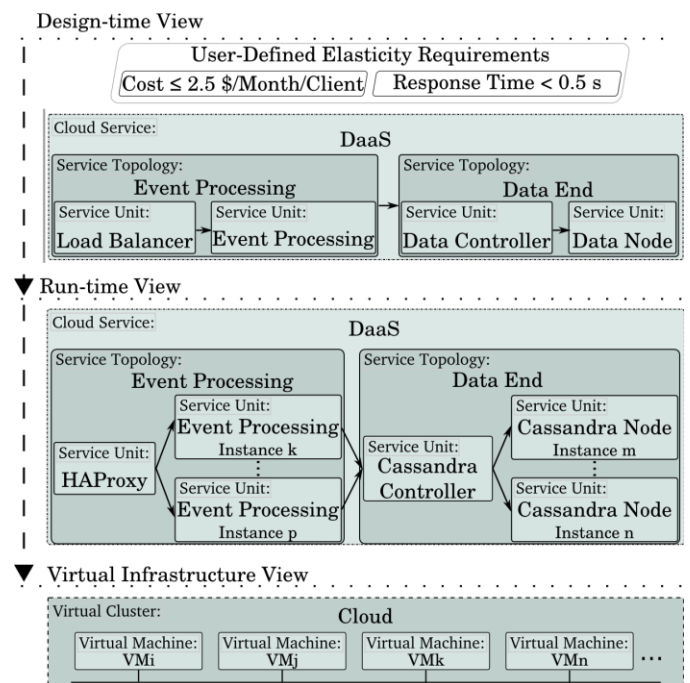 Design-time View
User-Defined Elasticity Requirements
Cost ≤ 2.5 $/Month/Client
Response Time < 0.5 s
Cloud Service:
DaaS
Service Topology:
Event Processing
Service Unit:
Load Balancer
Service Unit:
Event Processing
Service Topology:
Data End
Service Unit:
Data Controller
Service Unit:
Data Node
Run-time View
Cloud Service:
DaaS
Service Topology:
Event Processing
Service Unit:
HAProxy
Service Unit:
Event Processing
Instance k
Service Unit:
Event Processing
Instance p
Service Topology:
Data End
Service Unit:
Cassandra
Controller
Service Unit:
Cassandra Node
Instance m
Service Unit:
Cassandra Node
Instance n
Virtual Infrastructure View
Virtual Cluster:
Cloud
Virtual Machine:
VMi
Virtual Machine:
VMj
Virtual Machine:
VMk
Virtual Machine:
VMn
...